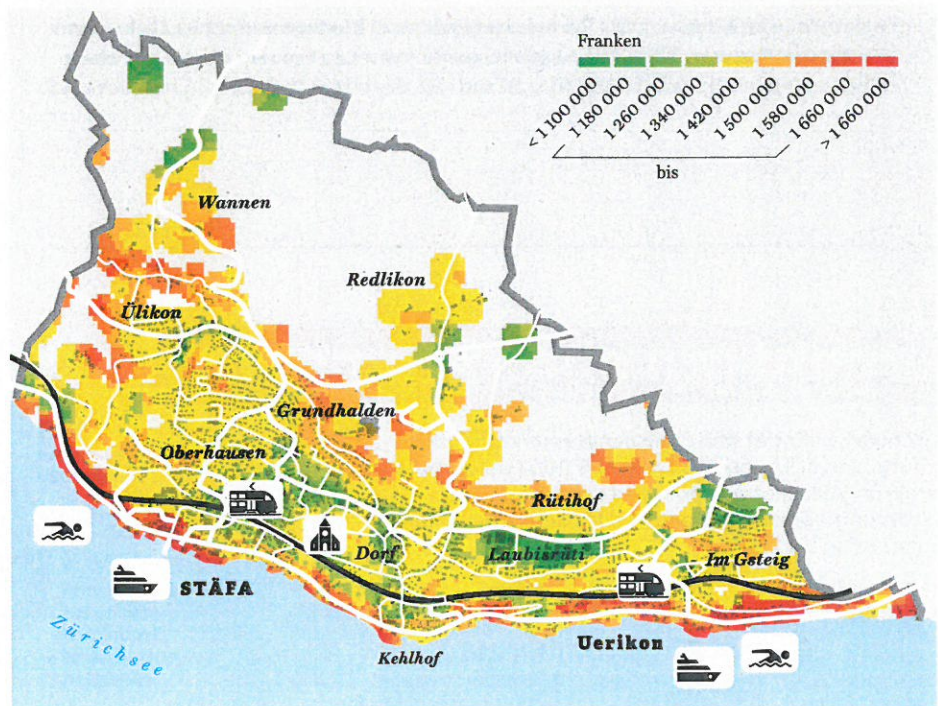 Franken
< 1 100 000
1 180 000
1 260 000
1 340 000
1 420 000
1 500 000
1 580 000
1 660 000
> 1 660 000
bis
Wannen
Redlikon
Ülikon
Grundhalden
Oberhausen
Rütihof
Dorf
Laubisrüti
Im Gsteig
STÄFA
Uerikon
Zürichsee
Kehlhof